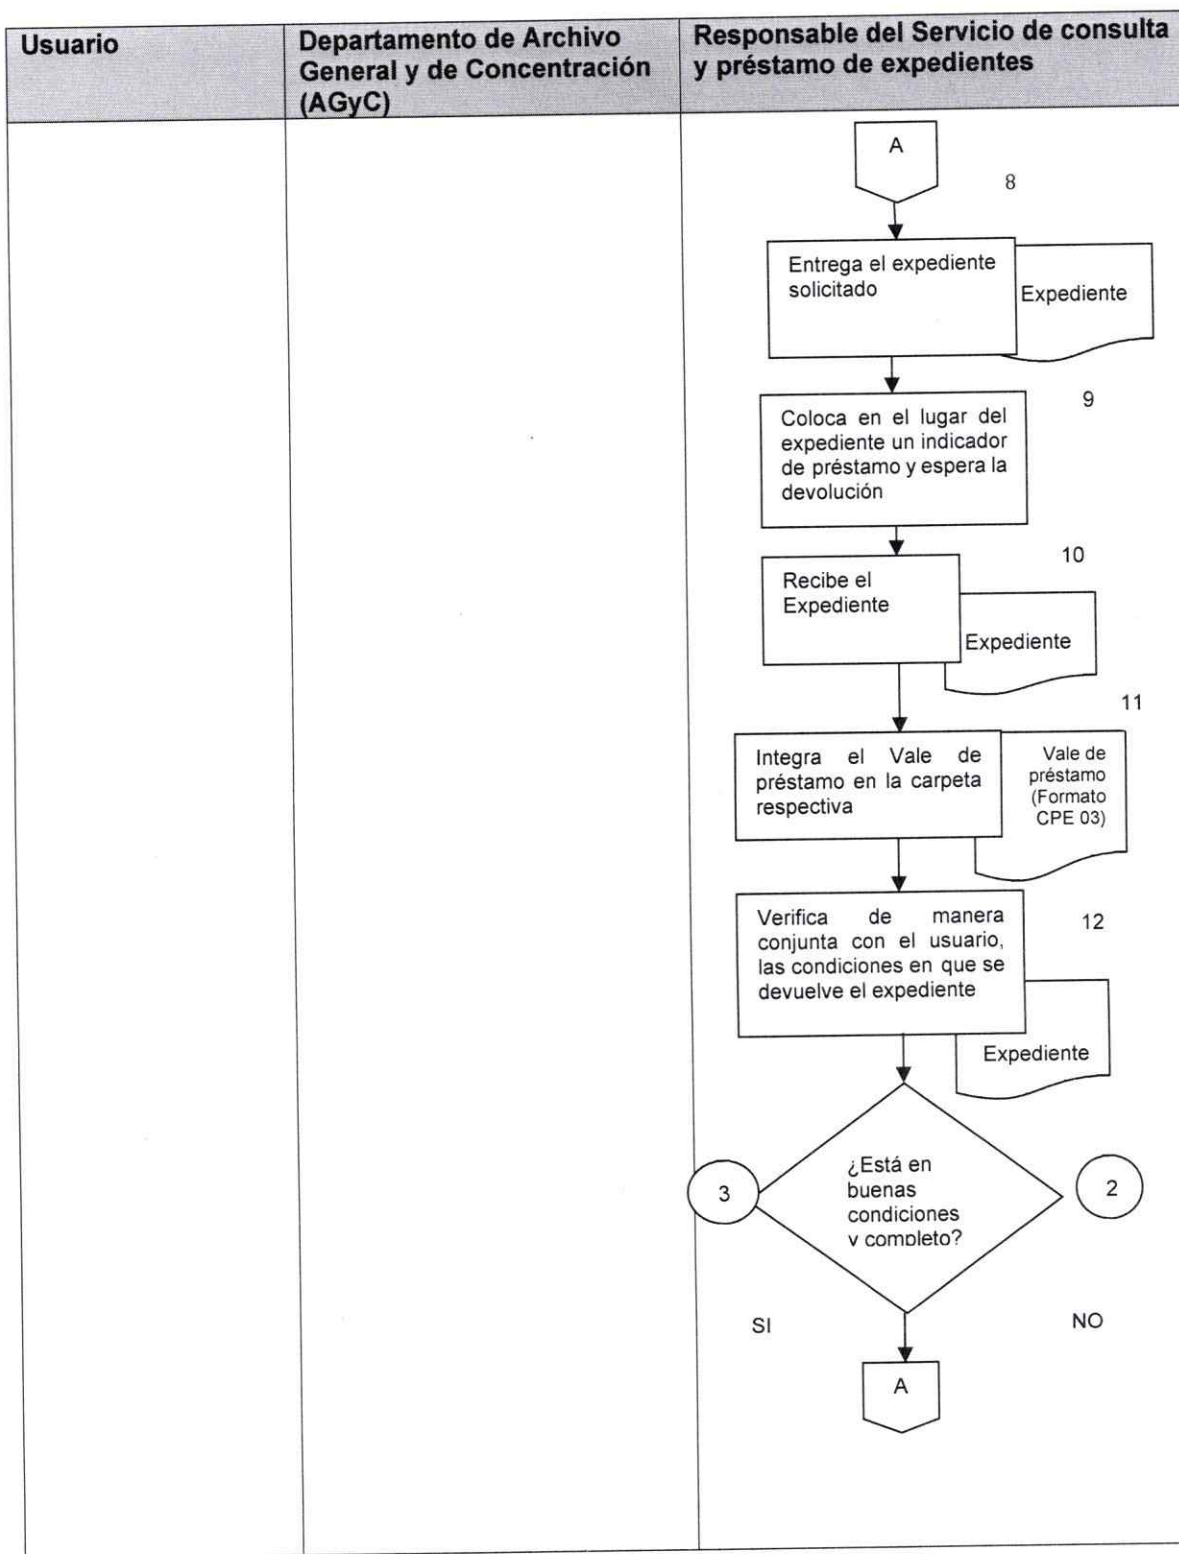 Usuario
Departamento de Archivo
General y de Concentración
(AGyC)
Responsable del Servicio de consulta
y préstamo de expedientes
A
8
Entrega el expediente
solicitado
Expediente
9
Coloca en el lugar del
expediente un indicador
de préstamo y espera la
devolución
10
Recibe el
Expediente
Expediente
11
Integra el Vale de
préstamo en la carpeta
respectiva
Vale de
préstamo
(Formato
CPE 03)
12
Verifica de manera
conjunta con el usuario,
las condiciones en que se
devuelve el expediente
Expediente
¿Está en
buenas
condiciones
y completo?
3
2
SI
NO
A